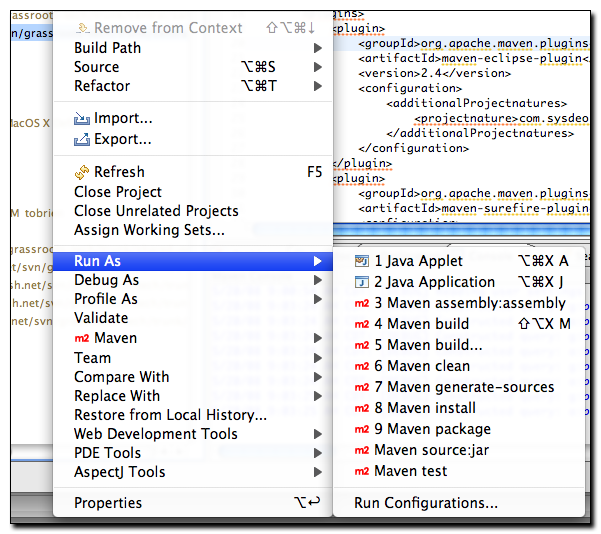 grassroo
n/grass
MacOS X
M tobric
grassroot
et/svn/g
sh.net/s
sh.net/s
.net/svn
Remove from Context ⇧⌥⌘↓
Build Path
Source ⌥⌘S
Refactor ⌥⌘T
Import...
Export...
Refresh F5
Close Project
Close Unrelated Projects
Assign Working Sets...
Run As
Debug As
Profile As
Validate
m2 Maven
Team
Compare With
Replace With
Restore from Local History...
Web Development Tools
PDE Tools
AspectJ Tools
Properties ⌥↩
gins>
<plugin>
<groupId>org.apache.maven.plugins
<artifactId>maven-eclipse-plugin<
<version>2.4</version>
<configuration>
<additionalProjectnatures>
<projectnature>com.sysdeo
</additionalProjectnatures>
</configuration>
</plugin>
<plugin>
<groupId>org.apache.maven.plugins
<artifactId>maven-surefire-plugin
1 Java Applet ⌥⌘X A
2 Java Application ⌥⌘X J
m2 3 Maven assembly:assembly
m2 4 Maven build ⇧⌥X M
m2 5 Maven build...
m2 6 Maven clean
m2 7 Maven generate-sources
m2 8 Maven install
m2 9 Maven package
m2 Maven source:jar
m2 Maven test
Run Configurations...